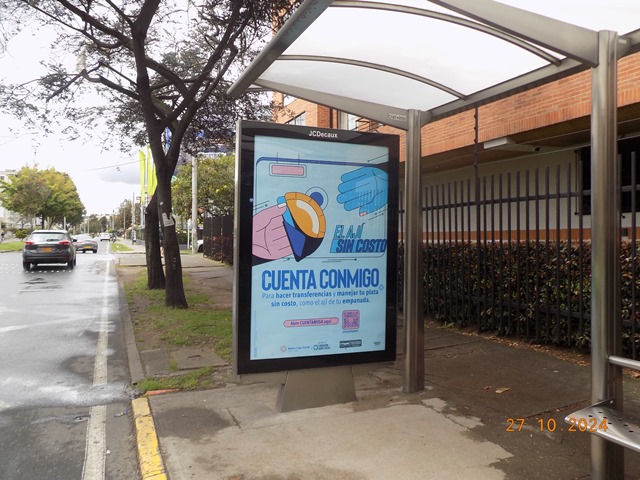 JCDecaux
EL AJÍ
SIN COSTO
CUENTA CONMIGO
Para hacer transferencias y manejar tu plata
sin costo, como el ají de tu empanada.
Abre CUENTAMIGA aquí
27 10 2024